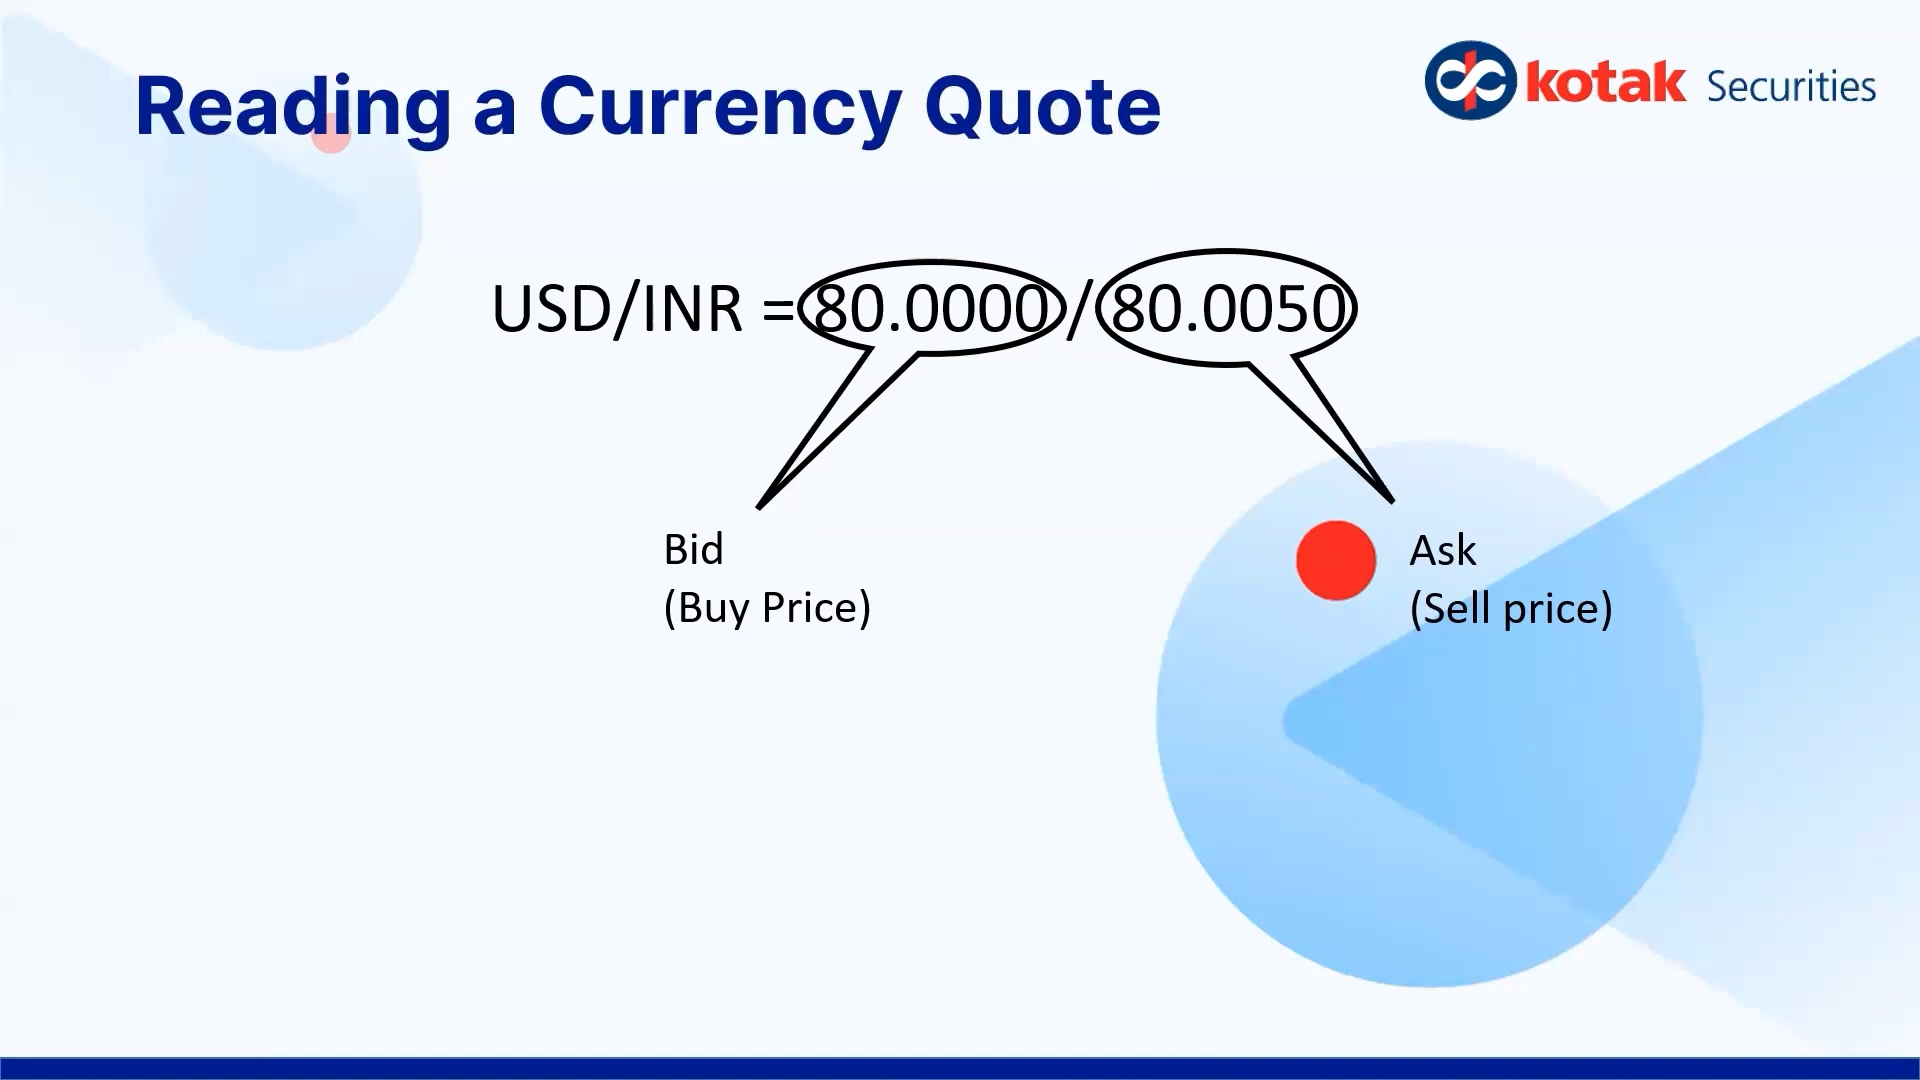 Reading a Currency Quote
kotak Securities
USD/INR = 80.0000/80.0050
Bid
(Buy Price)
Ask
(Sell price)